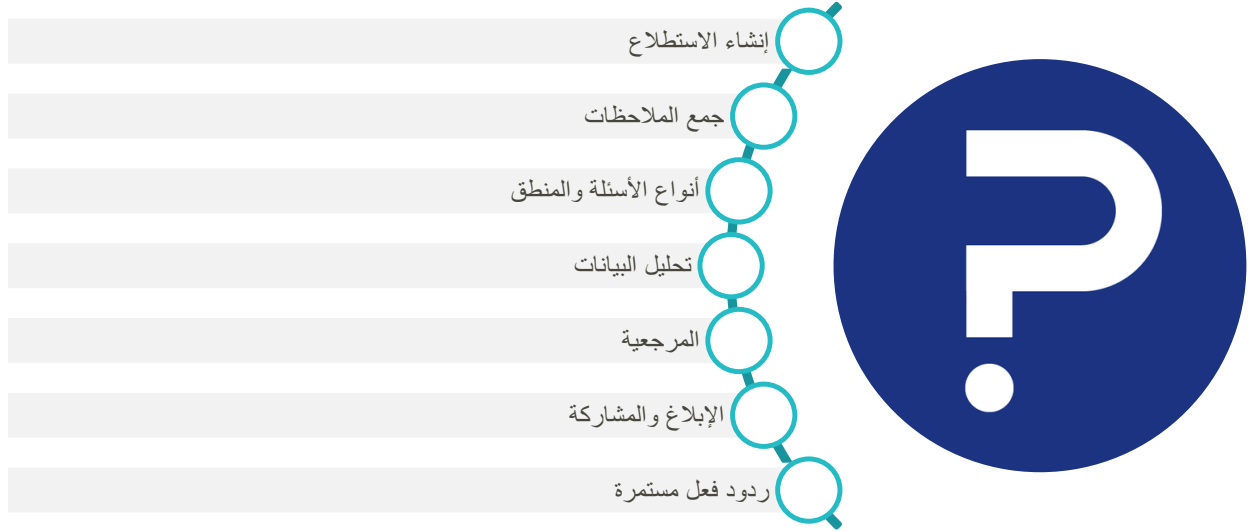 إنشاء الاستطلاع
جمع الملاحظات
أنواع الأسئلة والمنطق
تحليل البيانات
المرجعية
الإبلاغ والمشاركة
ردود فعل مستمرة